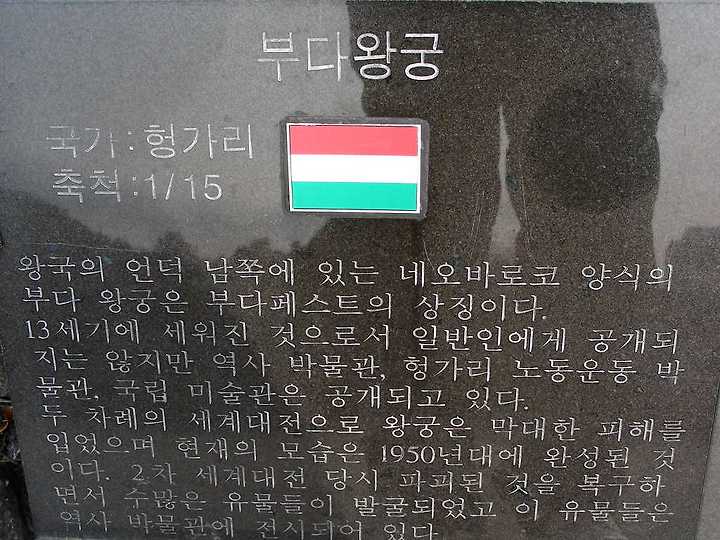 부다왕궁
국가:헝가리
축척:1/15
왕국의 언덕 남쪽에 있는 네오바로코 양식의
부다 왕궁은 부다페스트의 상징이다.
13세기에 세워진 것으로서 일반인에게 공개되
지는 않지만 역사 박물관, 헝가리 노동운동 박
물관, 국립 미술관은 공개되고 있다.
두 차례의 세계대전으로 왕궁은 막대한 피해를
입었으며 현재의 모습은 1950년대에 완성된 것
이다. 2차 세계대전 당시 파괴된 것을 복구하
면서 수많은 유물들이 발굴되었고 이 유물들은
역사 박물관에 전시되어 있다